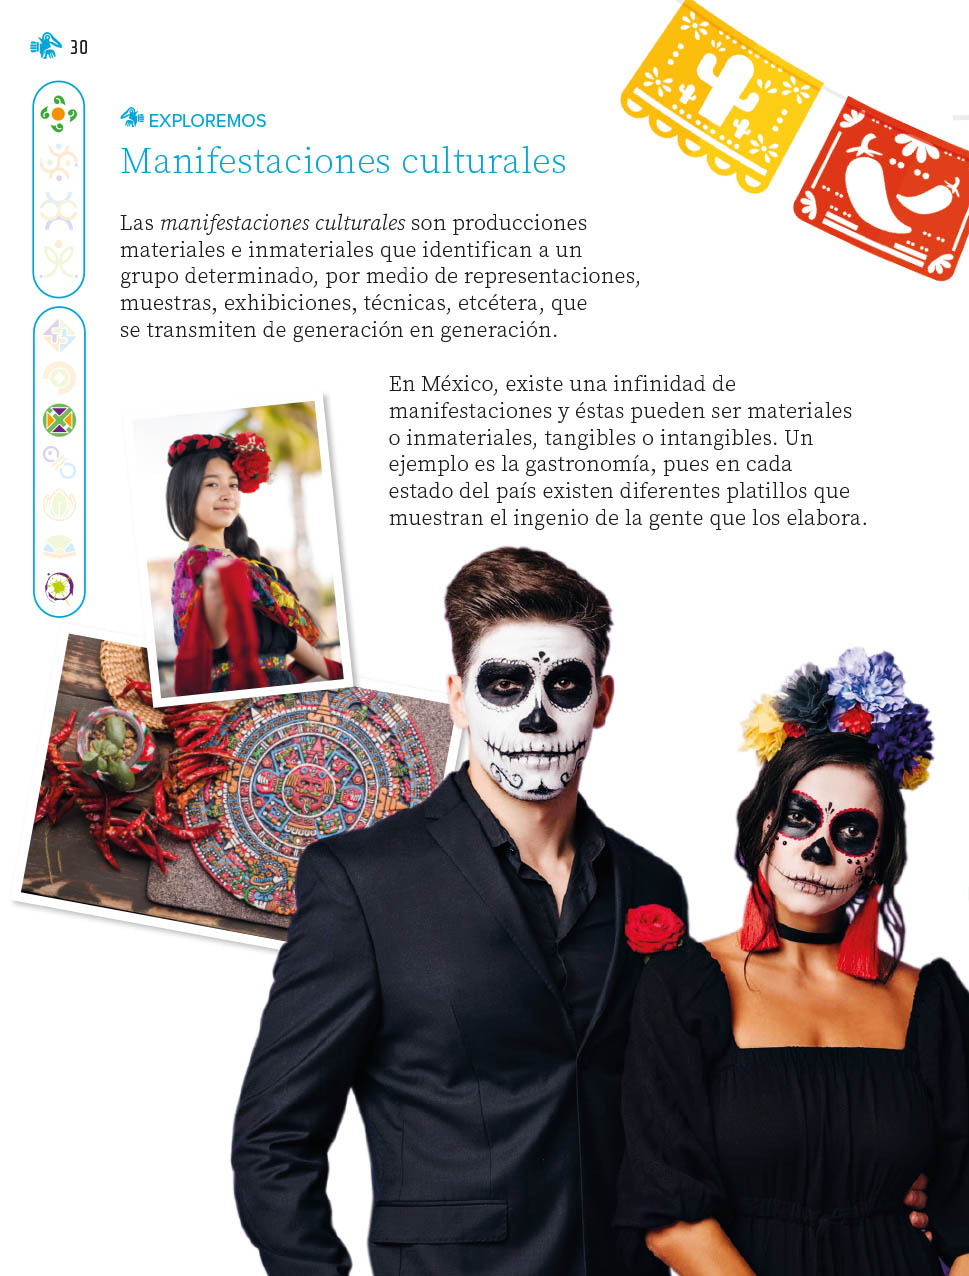 30
EXPLOREMOS
Manifestaciones culturales
Las manifestaciones culturales son producciones
materiales e inmateriales que identifican a un
grupo determinado, por medio de representaciones,
muestras, exhibiciones, técnicas, etcétera, que
se transmiten de generación en generación.
En México, existe una infinidad de
manifestaciones y éstas pueden ser materiales
o inmateriales, tangibles o intangibles. Un
ejemplo es la gastronomía, pues en cada
estado del país existen diferentes platillos que
muestran el ingenio de la gente que los elabora.